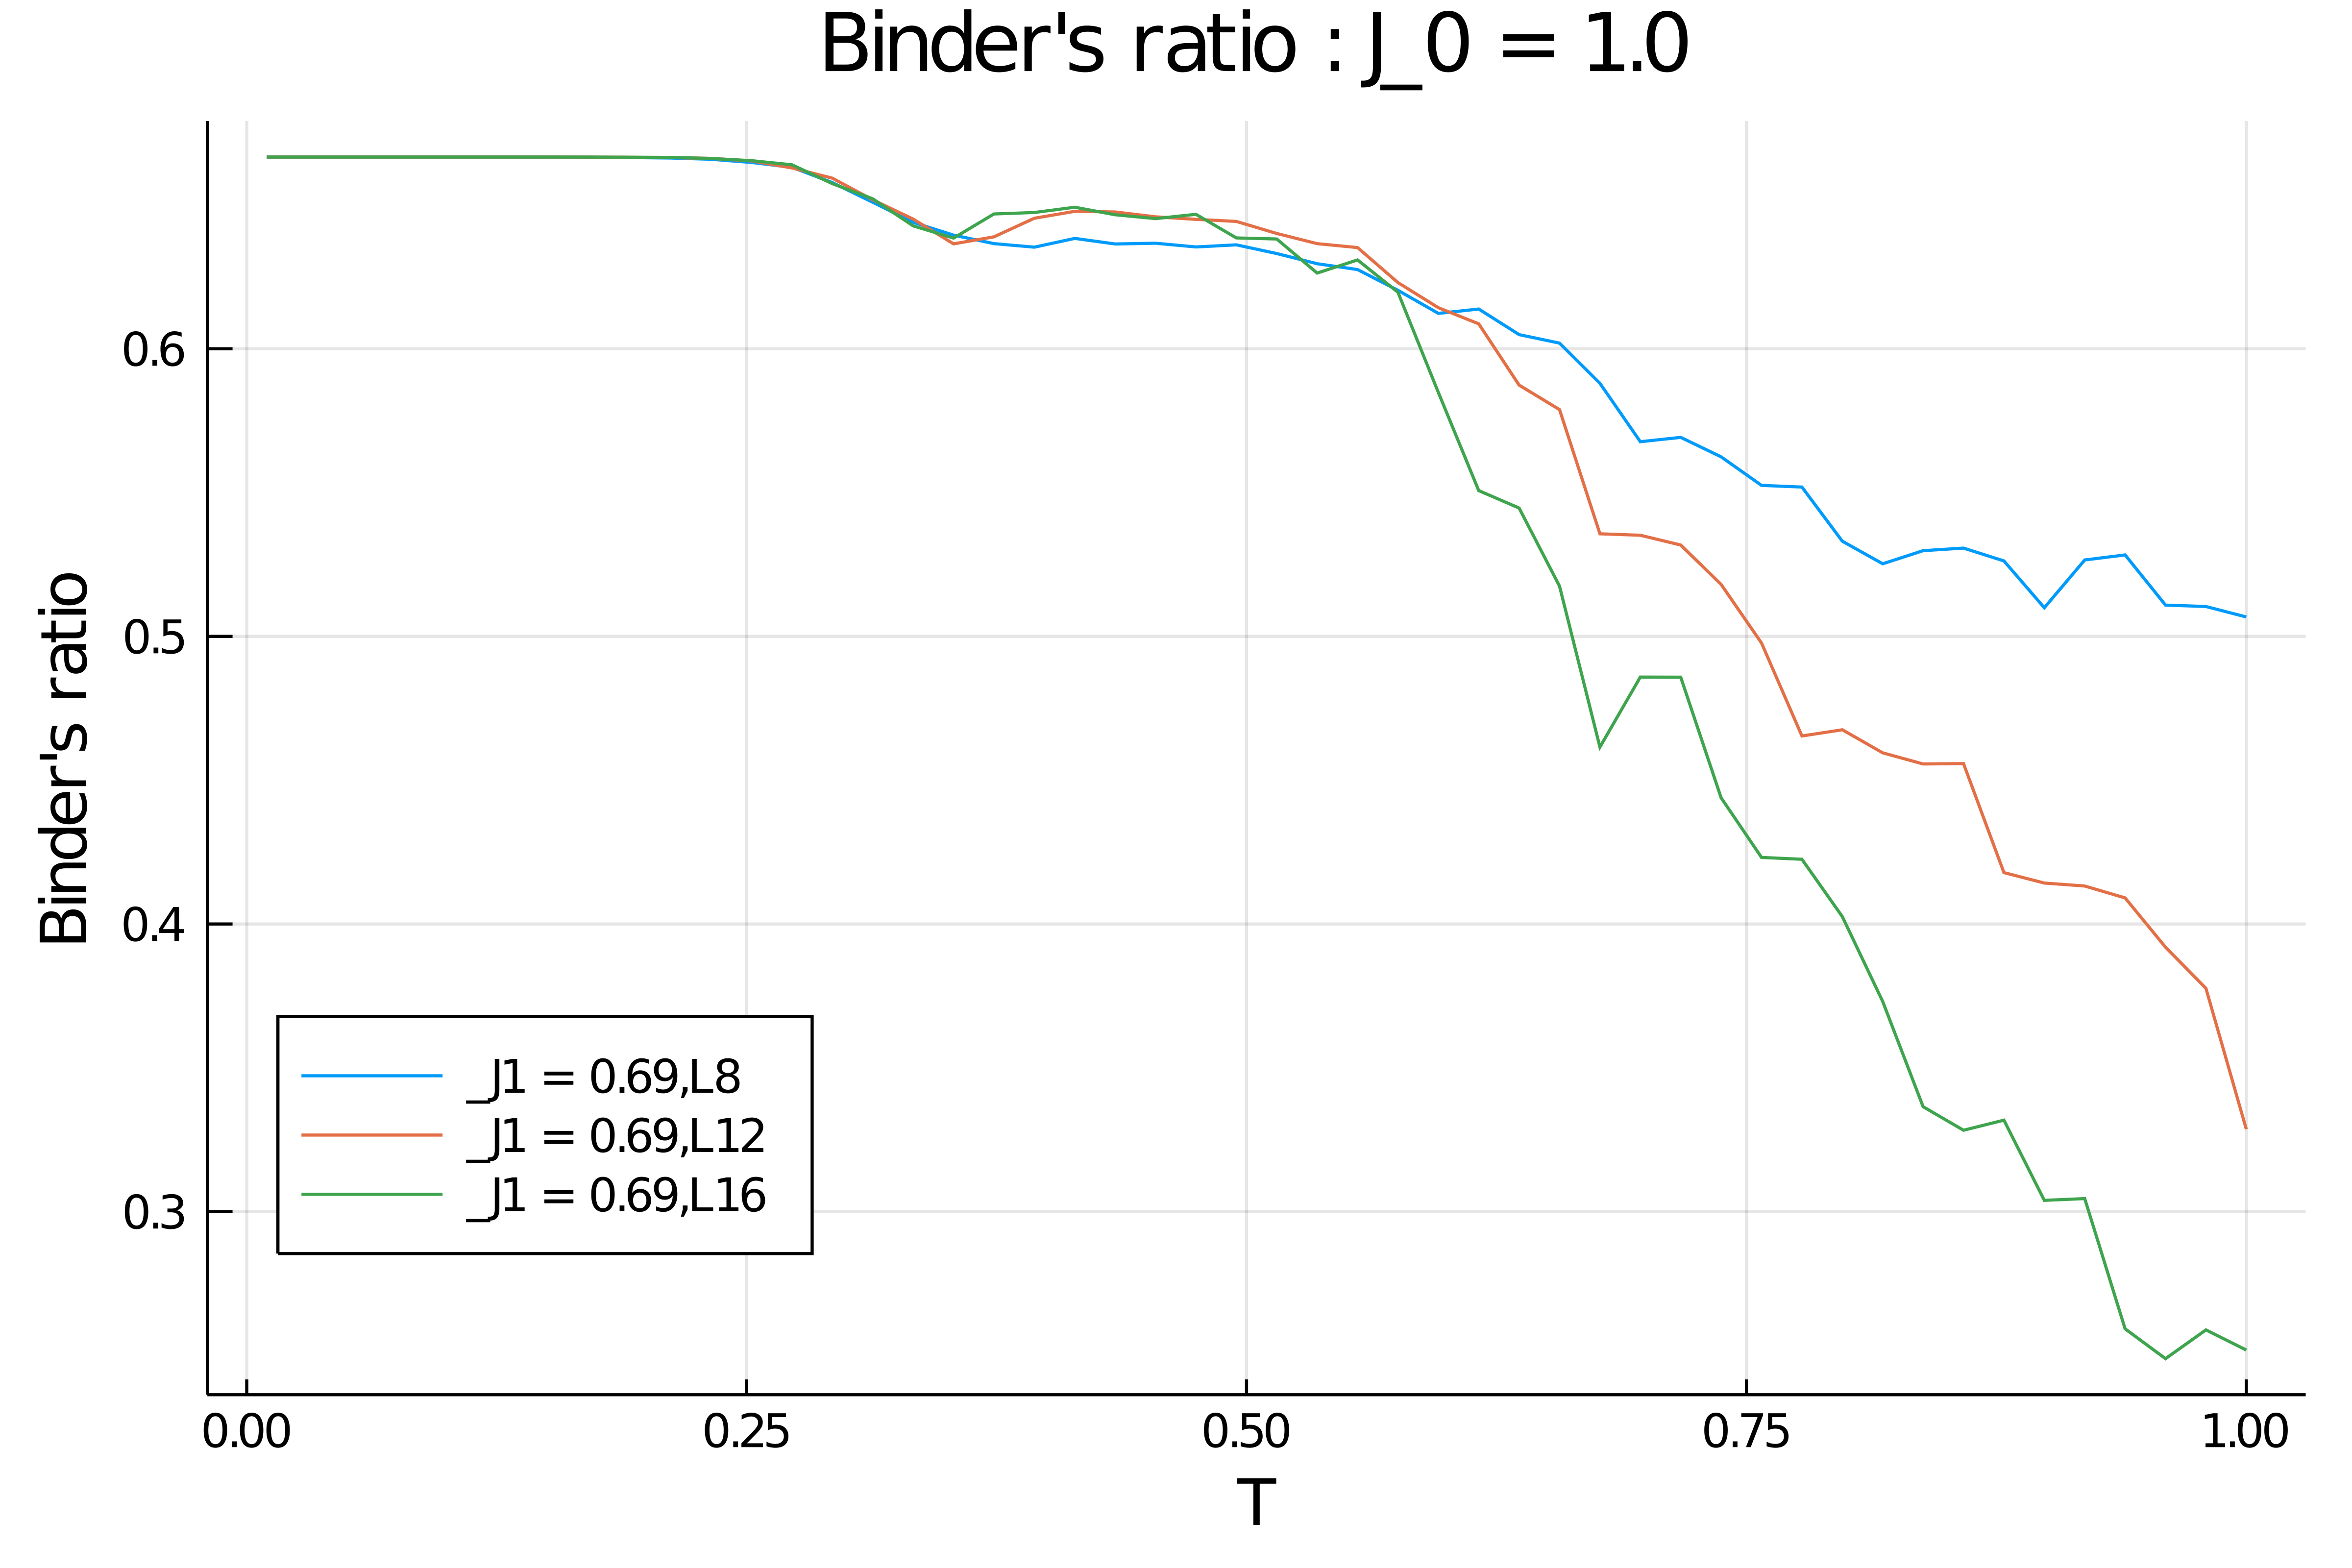 Binder's ratio : J_0 = 1.0
Binder's ratio
0.6
0.5
0.4
0.3
_J1 = 0.69,L8
_J1 = 0.69,L12
_J1 = 0.69,L16
0.00 0.25 0.50 0.75 1.00
T